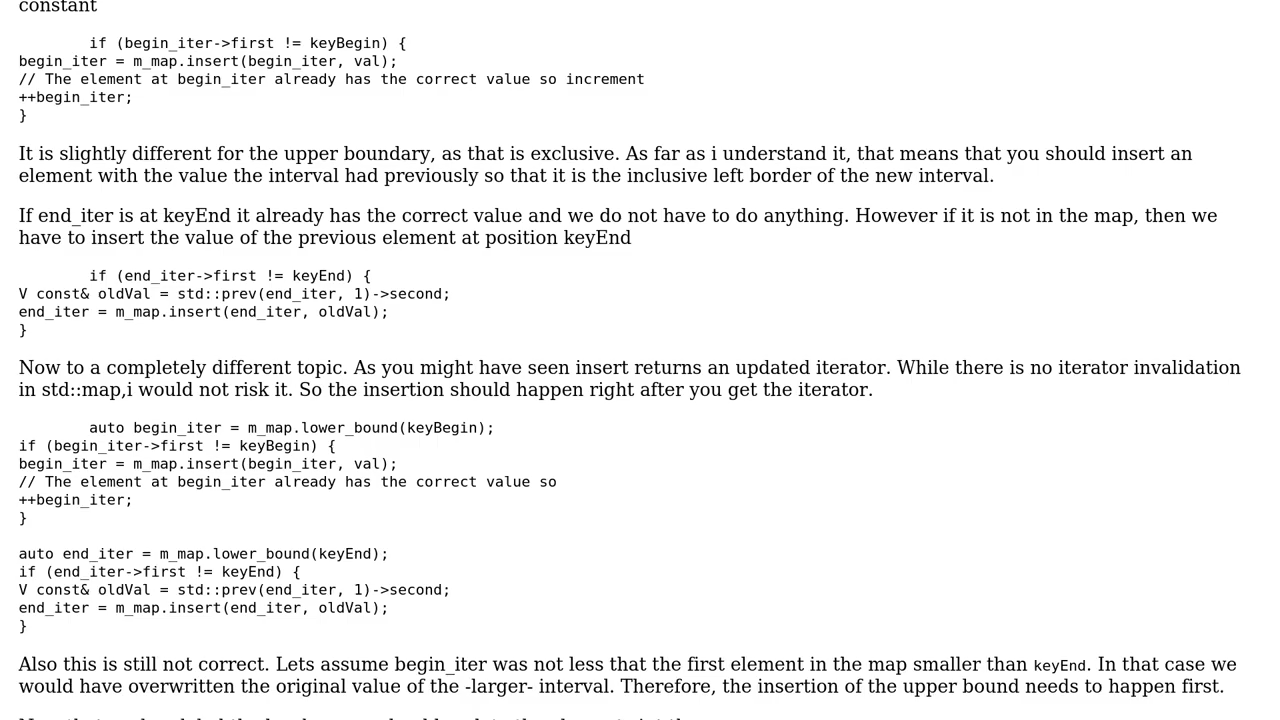 constant
if (begin_iter->first != keyBegin) {
begin_iter = m_map.insert(begin_iter, val);
// The element at begin_iter already has the correct value so increment
++begin_iter;
}
It is slightly different for the upper boundary, as that is exclusive. As far as i understand it, that means that you should insert an
element with the value the interval had previously so that it is the inclusive left border of the new interval.
If end_iter is at keyEnd it already has the correct value and we do not have to do anything. However if it is not in the map, then we
have to insert the value of the previous element at position keyEnd
if (end_iter->first != keyEnd) {
V const& oldVal = std::prev(end_iter, 1)->second;
end_iter = m_map.insert(end_iter, oldVal);
}
Now to a completely different topic. As you might have seen insert returns an updated iterator. While there is no iterator invalidation
in std::map,i would not risk it. So the insertion should happen right after you get the iterator.
auto begin_iter = m_map.lower_bound(keyBegin);
if (begin_iter->first != keyBegin) {
begin_iter = m_map.insert(begin_iter, val);
// The element at begin_iter already has the correct value so
++begin_iter;
}
auto end_iter = m_map.lower_bound(keyEnd);
if (end_iter->first != keyEnd) {
V const& oldVal = std::prev(end_iter, 1)->second;
end_iter = m_map.insert(end_iter, oldVal);
}
Also this is still not correct. Lets assume begin_iter was not less that the first element in the map smaller than keyEnd. In that case we
would have overwritten the original value of the -larger- interval. Therefore, the insertion of the upper bound needs to happen first.